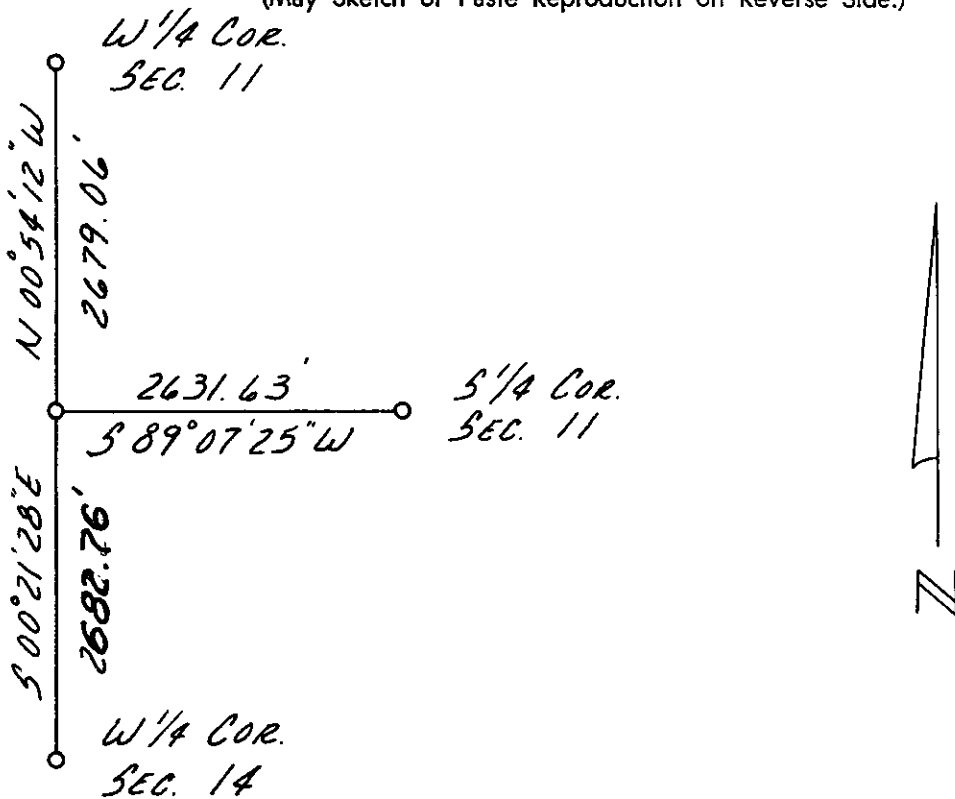 (May Sketch or Paste Reproduction on Reverse Side.)
W 1/4 COR.
SEC. 11
N 00°54'12"W
2679.06'
2631.63'
S 89°07'25"W
S 1/4 COR.
SEC. 11
S 00°21'28"E
2682.76'
W 1/4 COR.
SEC. 14
N